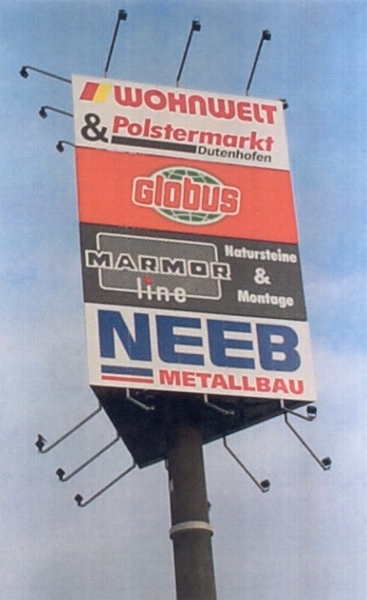 WOHNWELT
& Polstermarkt
Dutenhofen
GLOBUS
MARMOR
line
Natursteine
&
Montage
NEEB
METALLBAU